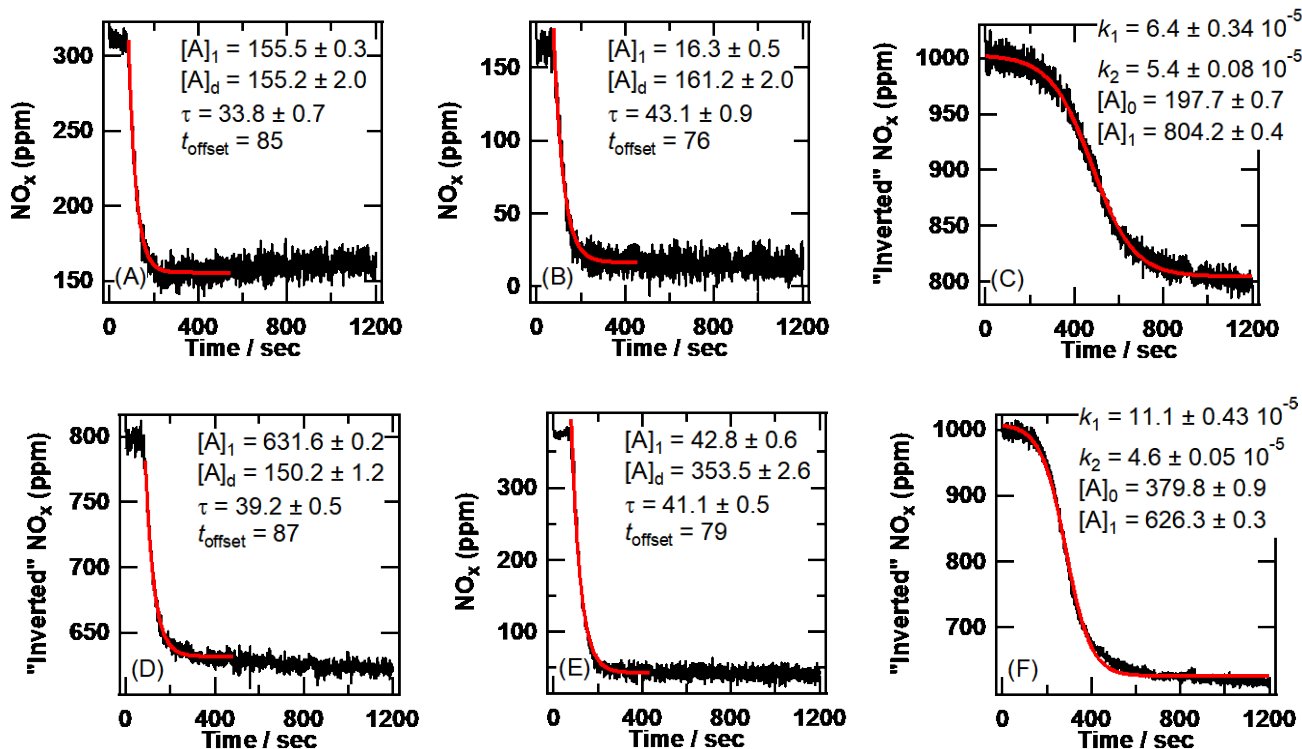 300
250
200
150
NOx (ppm)
[A]1 = 155.5 ± 0.3
[A]d = 155.2 ± 2.0
τ = 33.8 ± 0.7
toffset = 85
(A)
0 400 800 1200
Time / sec
150
100
50
0
NOx (ppm)
[A]1 = 16.3 ± 0.5
[A]d = 161.2 ± 2.0
τ = 43.1 ± 0.9
toffset = 76
(B)
0 400 800 1200
Time / sec
1000
950
900
850
800
"Inverted" NOx (ppm)
k1 = 6.4 ± 0.34 10-5
k2 = 5.4 ± 0.08 10-5
[A]0 = 197.7 ± 0.7
[A]1 = 804.2 ± 0.4
(C)
0 400 800 1200
Time / sec
800
750
700
650
"Inverted" NOx (ppm)
[A]1 = 631.6 ± 0.2
[A]d = 150.2 ± 1.2
τ = 39.2 ± 0.5
toffset = 87
(D)
0 400 800 1200
Time / sec
300
200
100
NOx (ppm)
[A]1 = 42.8 ± 0.6
[A]d = 353.5 ± 2.6
τ = 41.1 ± 0.5
toffset = 79
(E)
0 400 800 1200
Time / sec
1000
900
800
700
"Inverted" NOx (ppm)
k1 = 11.1 ± 0.43 10-5
k2 = 4.6 ± 0.05 10-5
[A]0 = 379.8 ± 0.9
[A]1 = 626.3 ± 0.3
(F)
0 400 800 1200
Time / sec